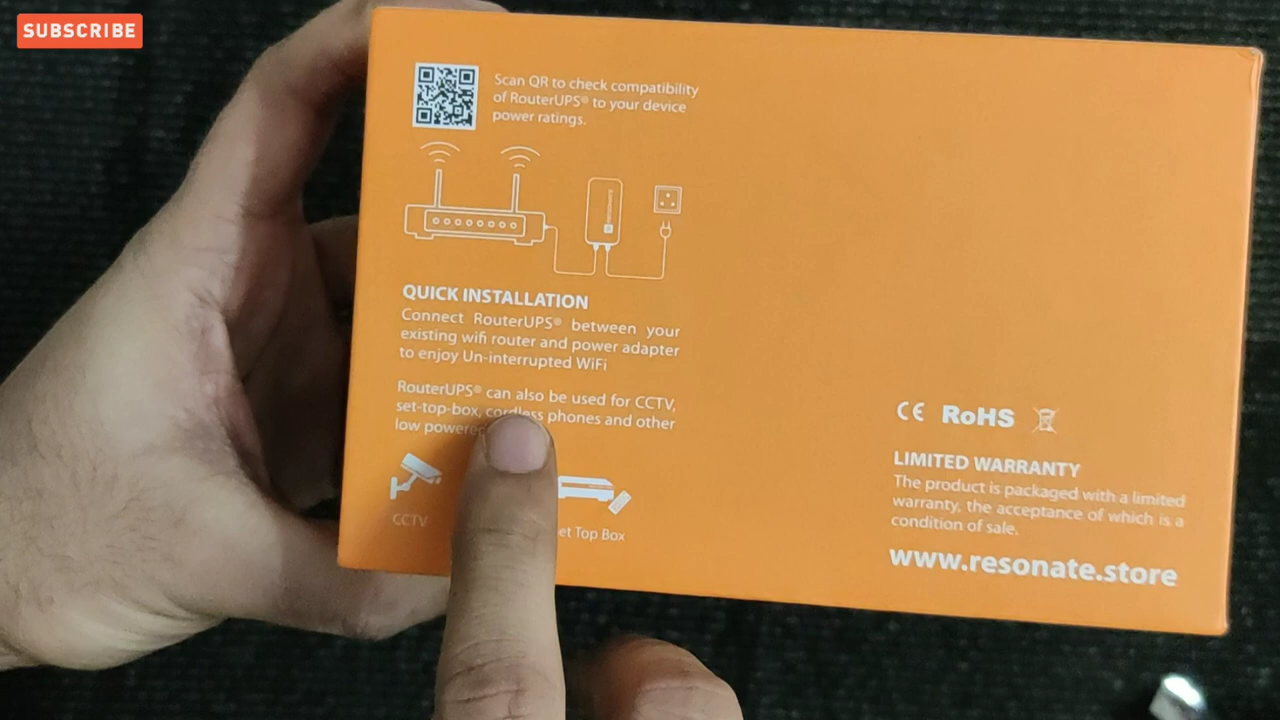 SUBSCRIBE
Scan QR to check compatibility
of RouterUPS® to your device
power ratings.
QUICK INSTALLATION
Connect RouterUPS® between your
existing wifi router and power adapter
to enjoy Un-interrupted WiFi
RouterUPS® can also be used for CCTV,
set-top-box, cordless phones and other
low powered
CCTV
et Top Box
CE RoHS
LIMITED WARRANTY
The product is packaged with a limited
warranty, the acceptance of which is a
condition of sale.
www.resonate.store